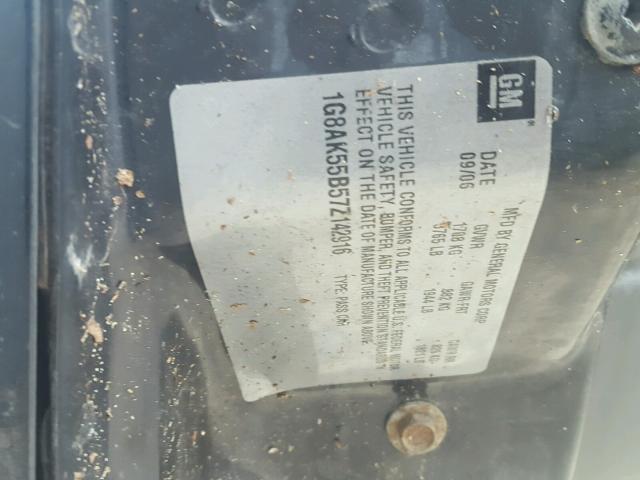 GM
MFD BY GENERAL MOTORS CORP
DATE GVWR GAWR-FRT
09/06 1708 KG 882 KG
3765 LB 1944 LB
THIS VEHICLE CONFORMS TO ALL APPLICABLE U.S. FEDERAL MOTOR
VEHICLE SAFETY, BUMPER, AND THEFT PREVENTION STANDARDS IN
EFFECT ON THE DATE OF MANUFACTURE SHOWN ABOVE.
1G8AK55B57Z142916 TYPE: PASS CAR